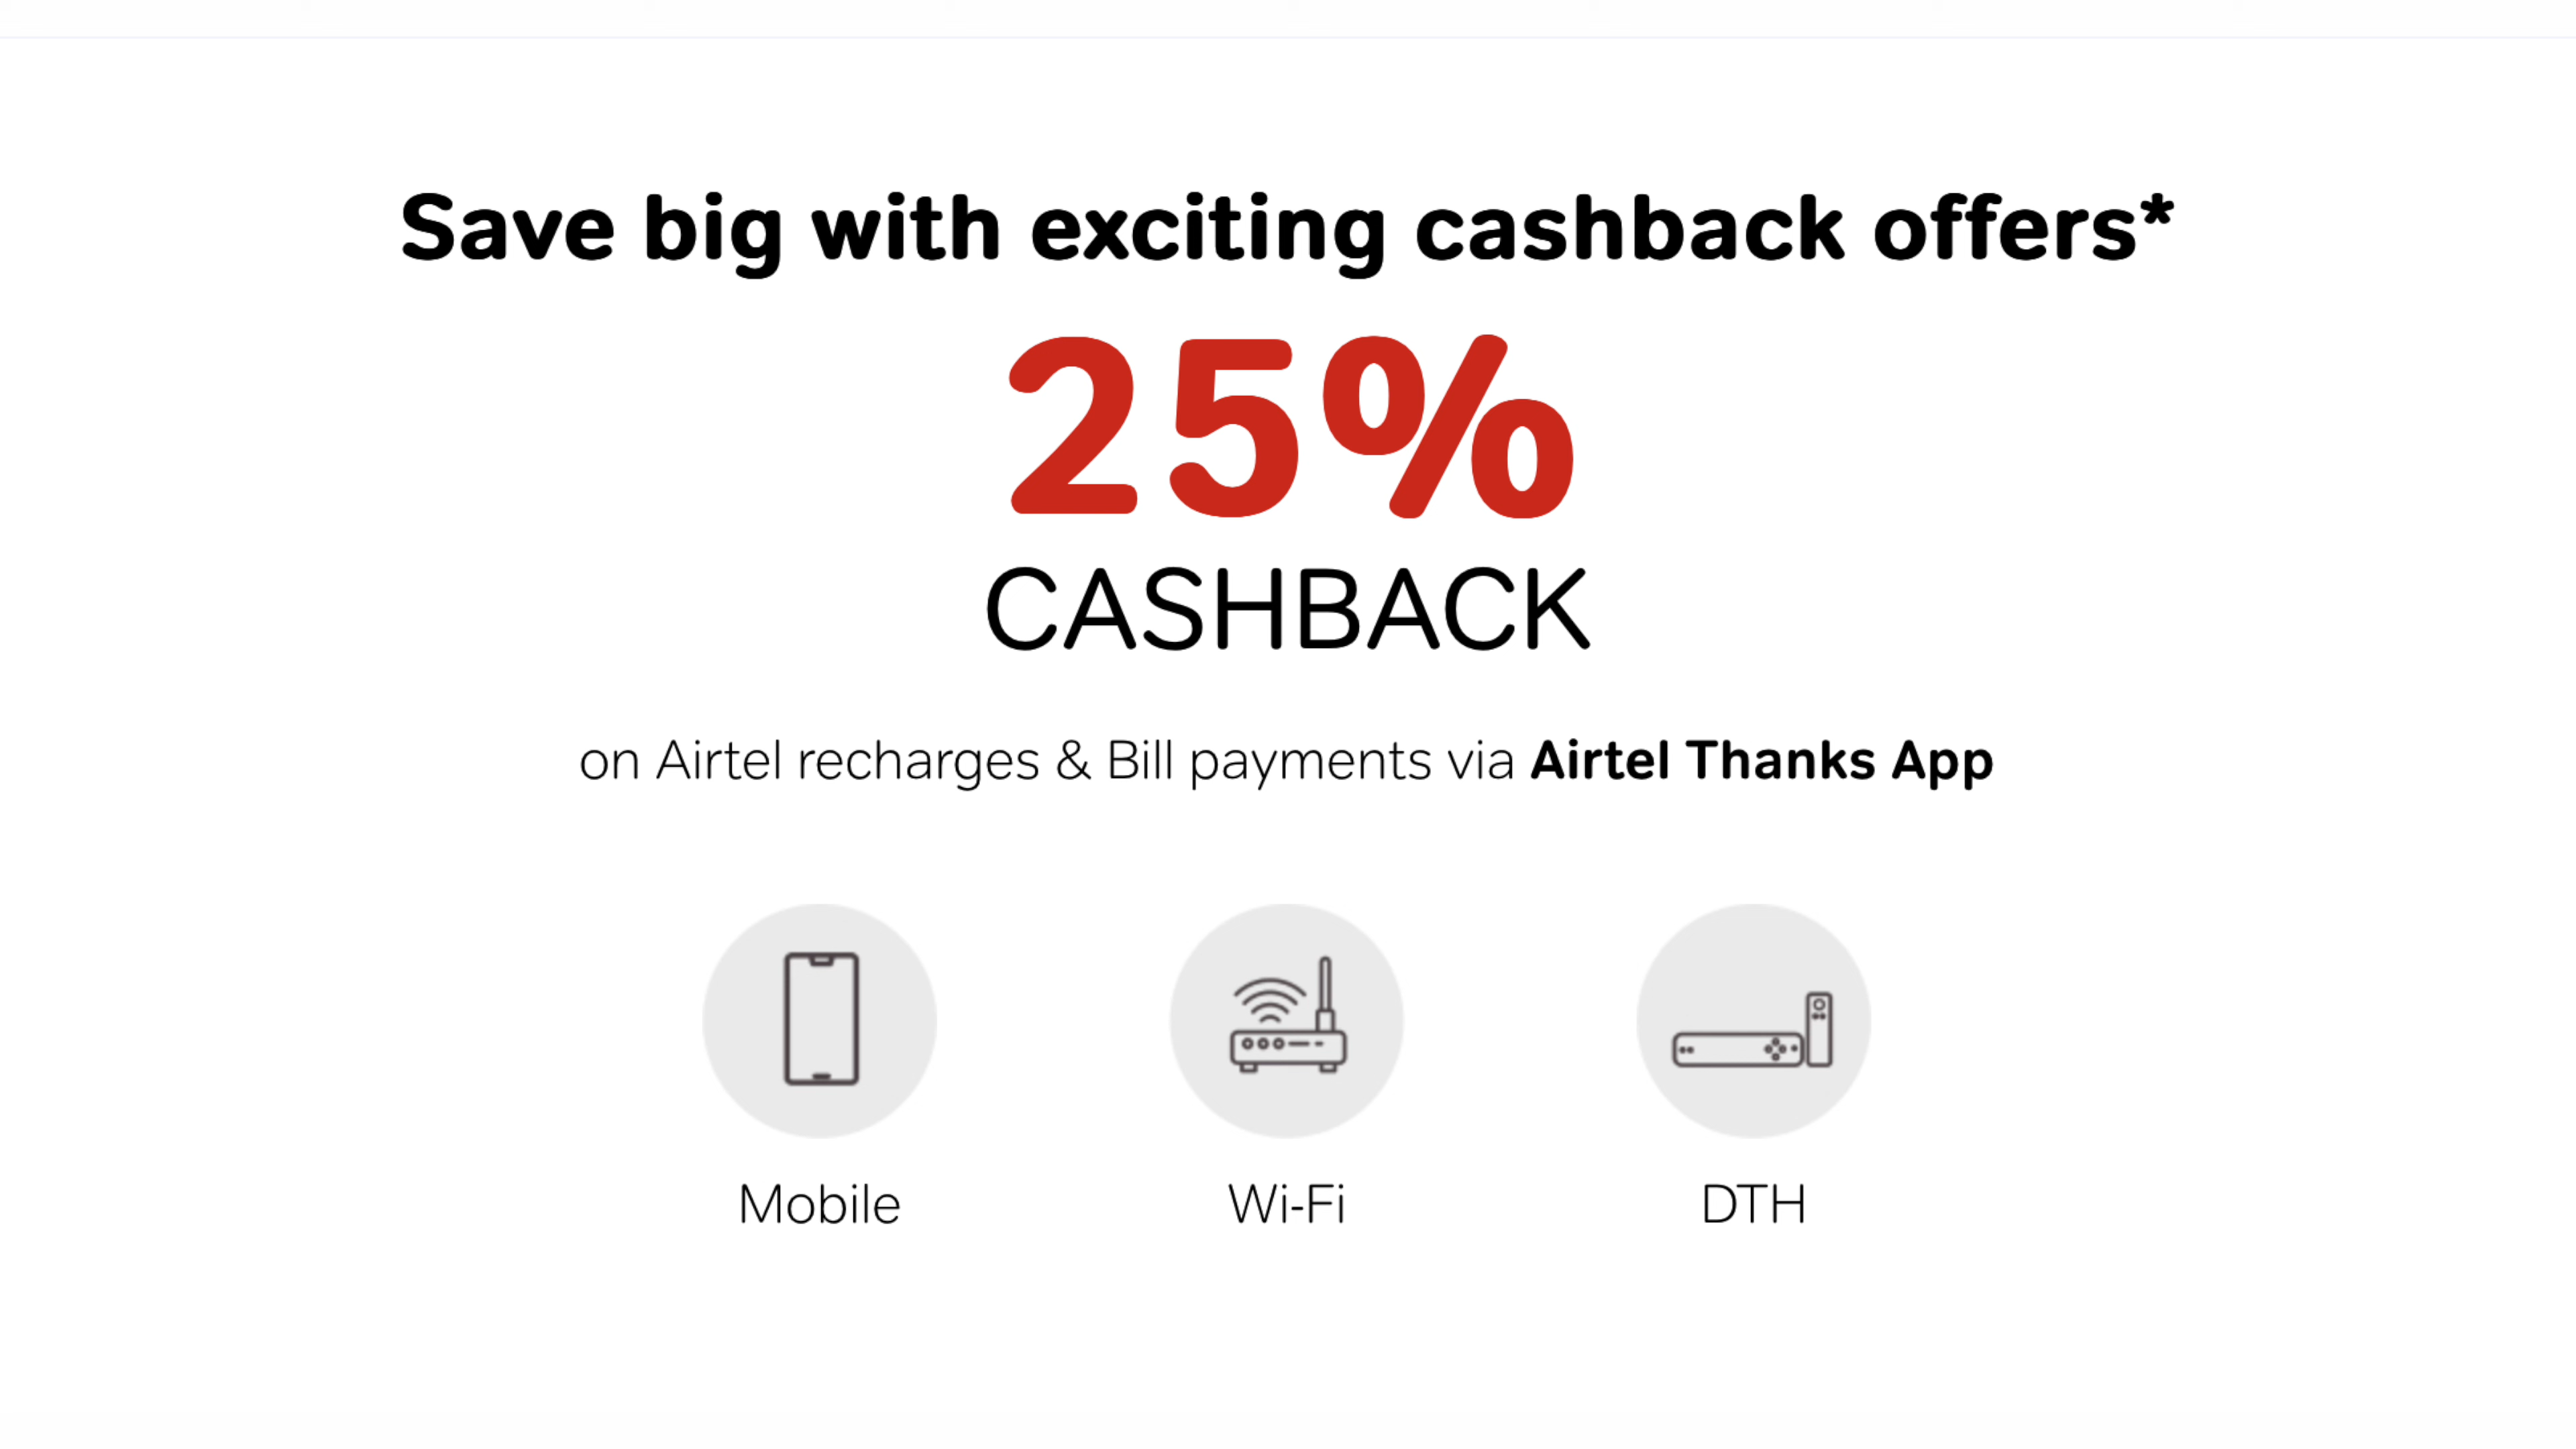 Save big with exciting cashback offers*
25%
CASHBACK
on Airtel recharges & Bill payments via Airtel Thanks App
Mobile
Wi-Fi
DTH